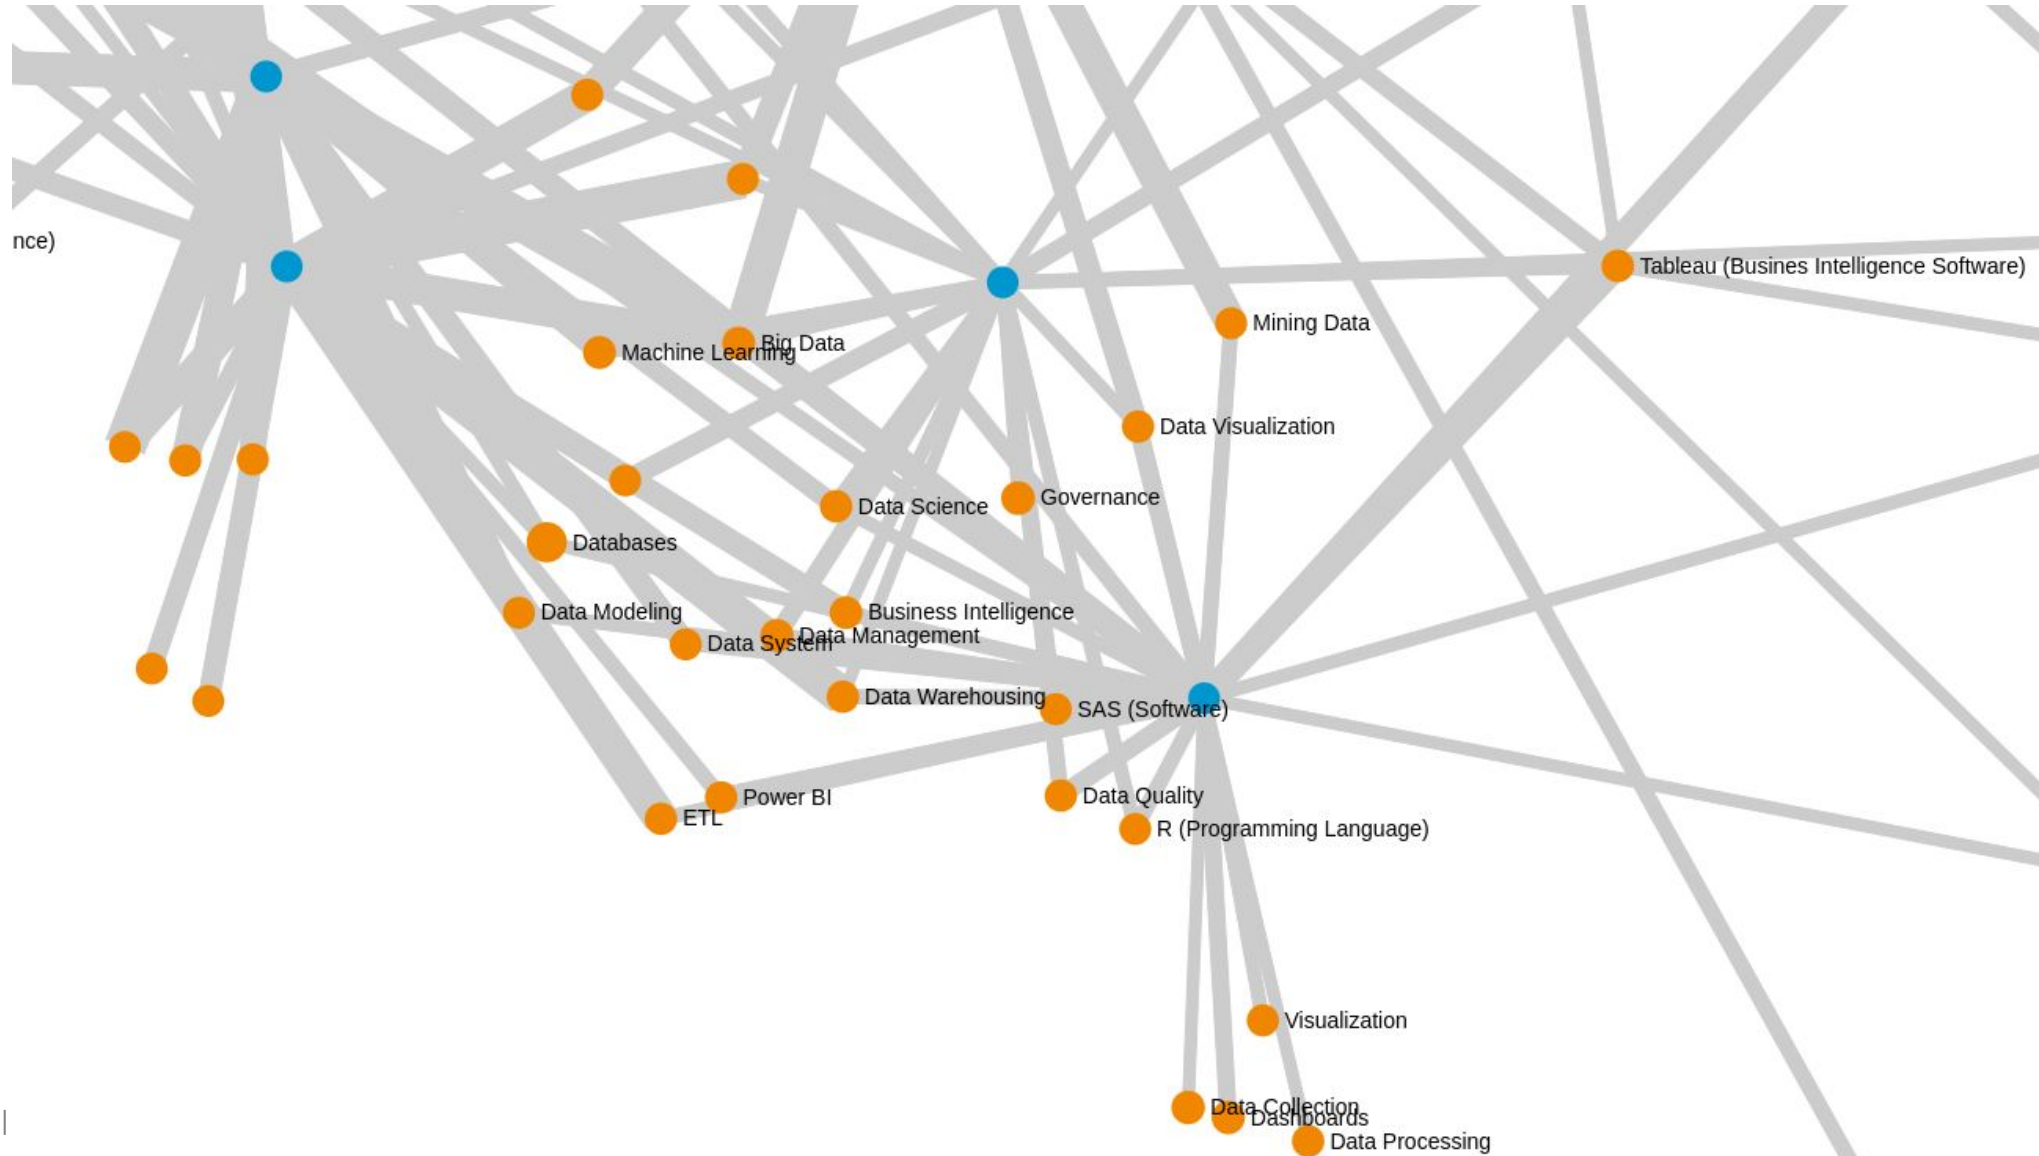 nce)
Tableau (Busines Intelligence Software)
Mining Data
Big Data
Machine Learning
Data Visualization
Governance
Data Science
Databases
Data Modeling
Business Intelligence
Data Management
Data System
Data Warehousing
SAS (Software)
Data Quality
Power BI
ETL
R (Programming Language)
Visualization
Data Collection
Dashboards
Data Processing